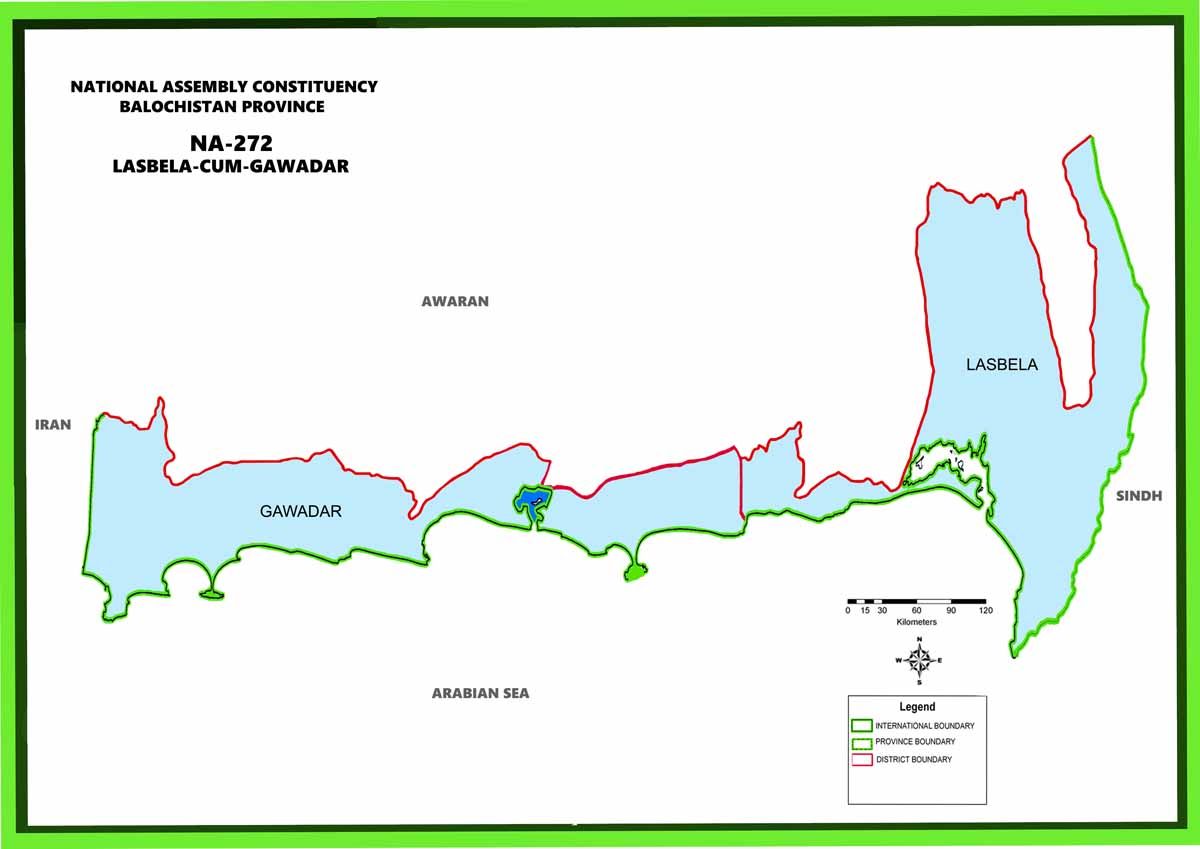 NATIONAL ASSEMBLY CONSTITUENCY
BALOCHISTAN PROVINCE
NA-272
LASBELA-CUM-GAWADAR
AWARAN
LASBELA
IRAN
SINDH
GAWADAR
0 15 30 60 90 120
Kilometers
N
W E
S
ARABIAN SEA
Legend
INTERNATIONAL BOUNDARY
PROVINCE BOUNDARY
DISTRICT BOUNDARY